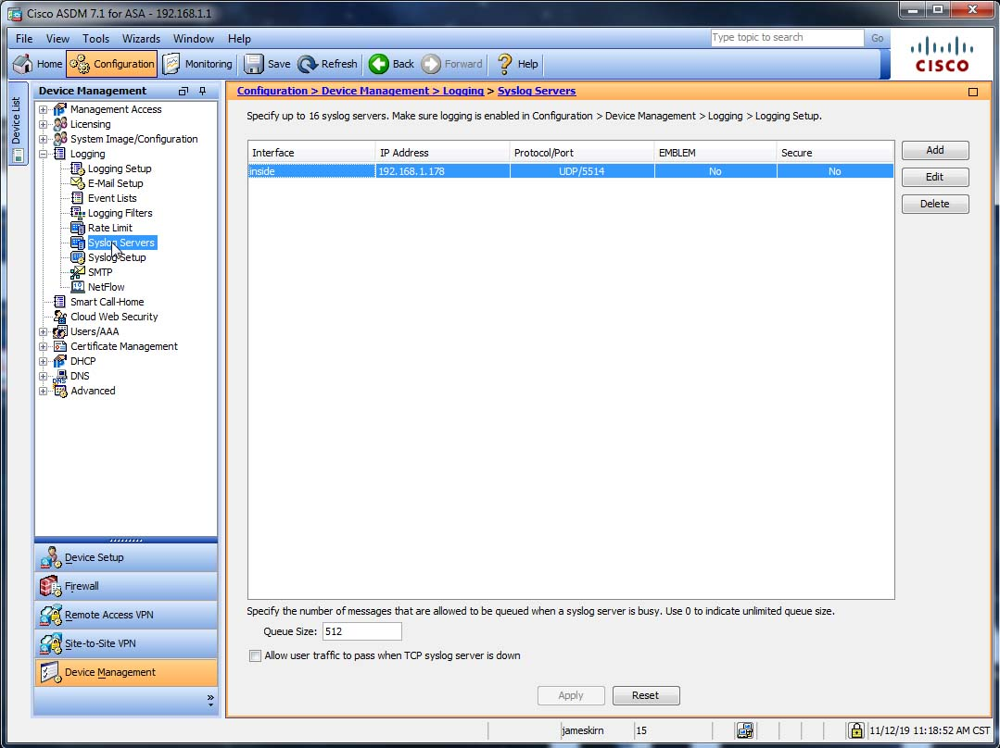 Cisco ASDM 7.1 for ASA - 192.168.1.1
File View Tools Wizards Window Help
Type topic to search Go
Home Configuration Monitoring Save Refresh Back Forward Help
CISCO
Device List
Device Management
Management Access
Licensing
System Image/Configuration
Logging
Logging Setup
E-Mail Setup
Event Lists
Logging Filters
Rate Limit
Syslog Servers
Syslog Setup
SMTP
NetFlow
Smart Call-Home
Cloud Web Security
Users/AAA
Certificate Management
DHCP
DNS
DNS
Advanced
Device Setup
Firewall
Remote Access VPN
Site-to-Site VPN
Device Management
Configuration > Device Management > Logging > Syslog Servers
Specify up to 16 syslog servers. Make sure logging is enabled in Configuration > Device Management > Logging > Logging Setup.
Interface IP Address Protocol/Port EMBLEM Secure
inside 192.168.1.178 UDP/5514 No No
Add
Edit
Delete
Specify the number of messages that are allowed to be queued when a syslog server is busy. Use 0 to indicate unlimited queue size.
Queue Size: 512
Allow user traffic to pass when TCP syslog server is down
Apply Reset
jameskirn 15 11/12/19 11:18:52 AM CST